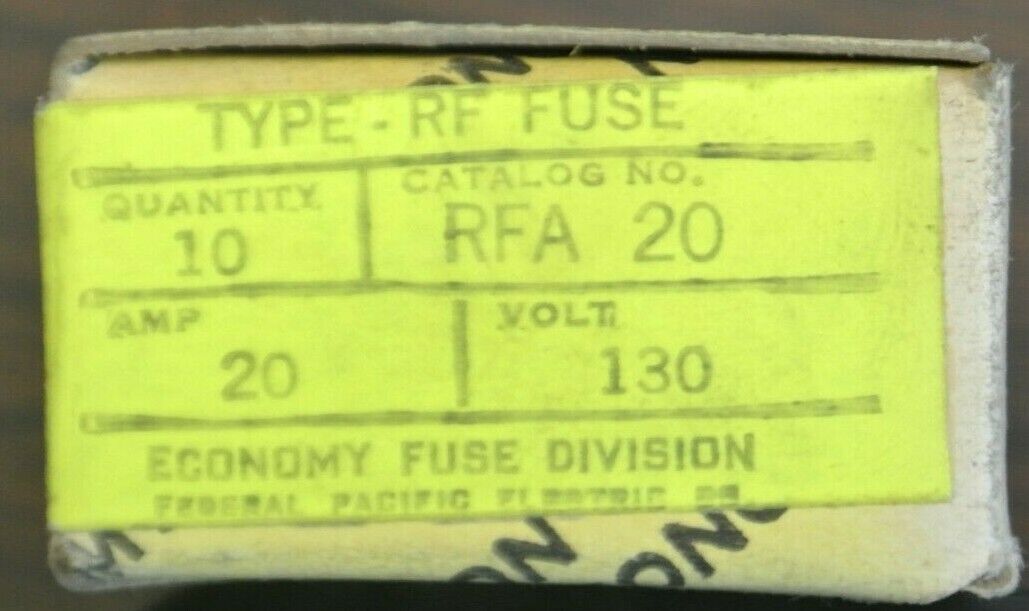 TYPE-RF FUSE
QUANTITY
10
CATALOG NO.
RFA 20
AMP
20
VOLT
130
ECONOMY FUSE DIVISION
FEDERAL PACIFIC ELECTRIC